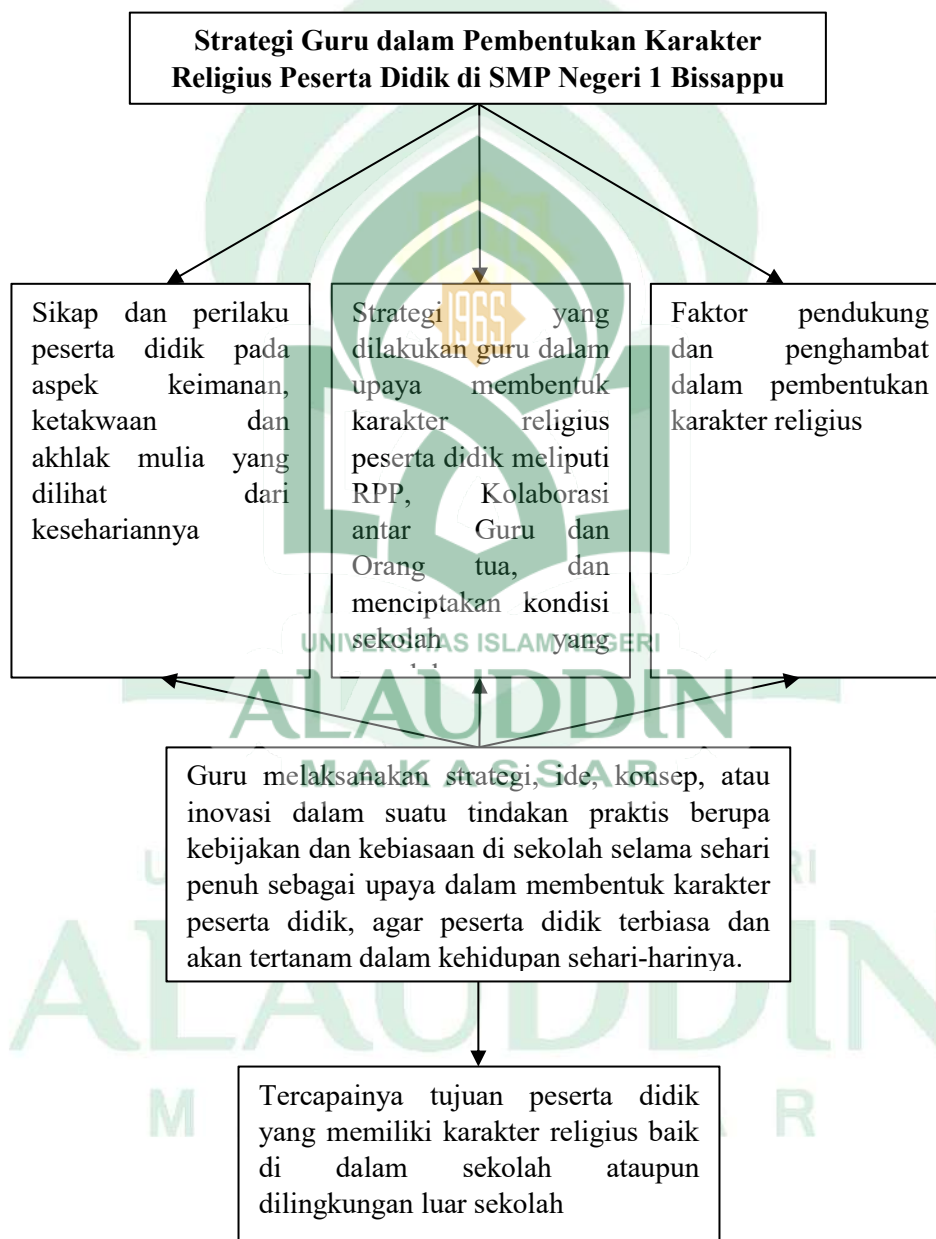 Strategi Guru dalam Pembentukan Karakter
Religius Peserta Didik di SMP Negeri 1 Bissappu
Sikap dan perilaku
peserta didik pada
aspek keimanan,
ketakwaan dan
akhlak mulia yang
dilihat dari
kesehariannya
Strategi yang
dilakukan guru dalam
upaya membentuk
karakter religius
peserta didik meliputi
RPP, Kolaborasi
antar Guru dan
Orang tua, dan
menciptakan kondisi
sekolah yang
Faktor pendukung
dan penghambat
dalam pembentukan
karakter religius
1965
UNIVERSITAS ISLAM NEGERI
ALAUDDIN
MAKASSAR
Guru melaksanakan strategi, ide, konsep, atau
inovasi dalam suatu tindakan praktis berupa
kebijakan dan kebiasaan di sekolah selama sehari
penuh sebagai upaya dalam membentuk karakter
peserta didik, agar peserta didik terbiasa dan
akan tertanam dalam kehidupan sehari-harinya.
ALAUDDIN
Tercapainya tujuan peserta didik
yang memiliki karakter religius baik
di dalam sekolah ataupun
dilingkungan luar sekolah